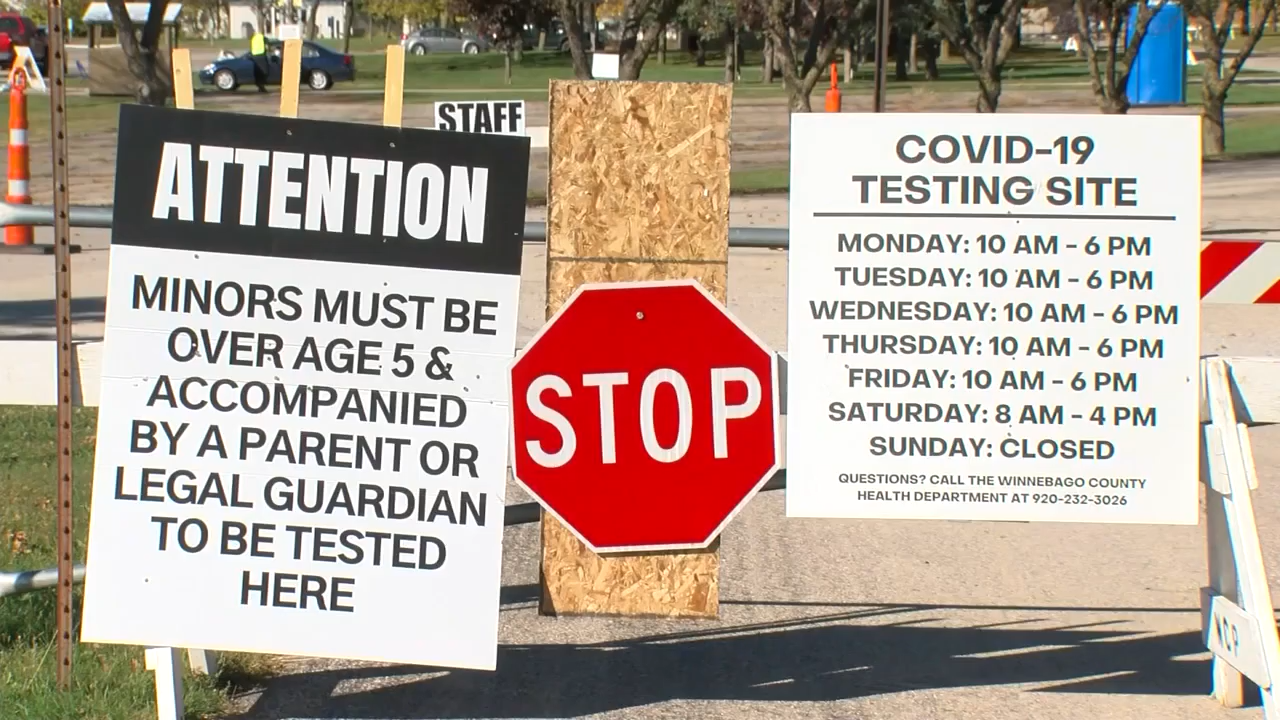 STAFF
ATTENTION
MINORS MUST BE
OVER AGE 5 &
ACCOMPANIED
BY A PARENT OR
LEGAL GUARDIAN
TO BE TESTED
HERE
STOP
COVID-19
TESTING SITE
MONDAY: 10 AM - 6 PM
TUESDAY: 10 AM - 6 PM
WEDNESDAY: 10 AM - 6 PM
THURSDAY: 10 AM - 6 PM
FRIDAY: 10 AM - 6 PM
SATURDAY: 8 AM - 4 PM
SUNDAY: CLOSED
QUESTIONS? CALL THE WINNEBAGO COUNTY
HEALTH DEPARTMENT AT 920-232-3026
WCP